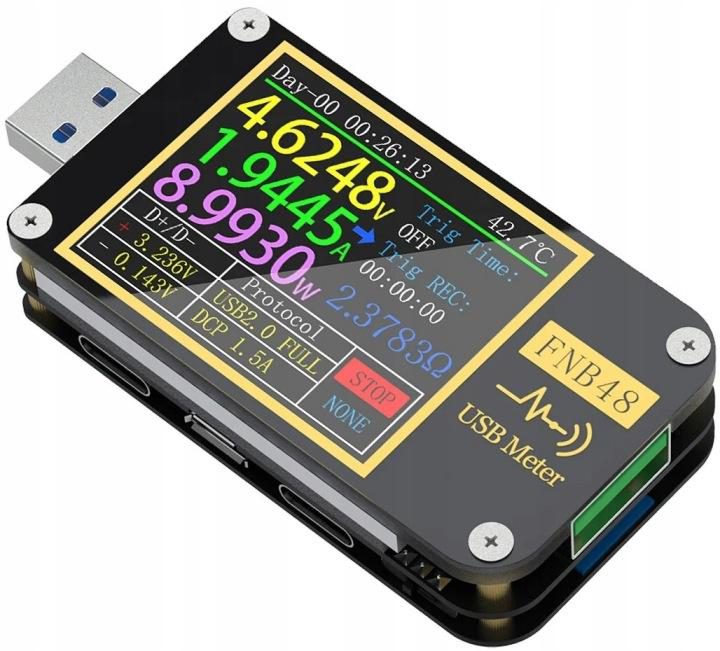 Day-00 00:26:13
42.7℃
4.6248V
1.9445A
8.9930W
Trig Time:
OFF
Trig REC:
00:00:00
2.3783Ω
D+/D-
+ 3.236V
- 0.143V
Protocol
USB2.0 FULL
DCP 1.5A
STOP
NONE
FNB48
USB Meter